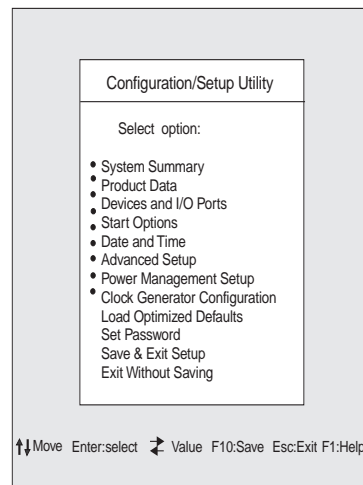 Configuration/Setup Utility
Select option:
• System Summary
• Product Data
• Devices and I/O Ports
• Start Options
• Date and Time
• Advanced Setup
• Power Management Setup
• Clock Generator Configuration
Load Optimized Defaults
Set Password
Save & Exit Setup
Exit Without Saving
↑↓ Move Enter:select ⇄ Value F10:Save Esc:Exit F1:Help